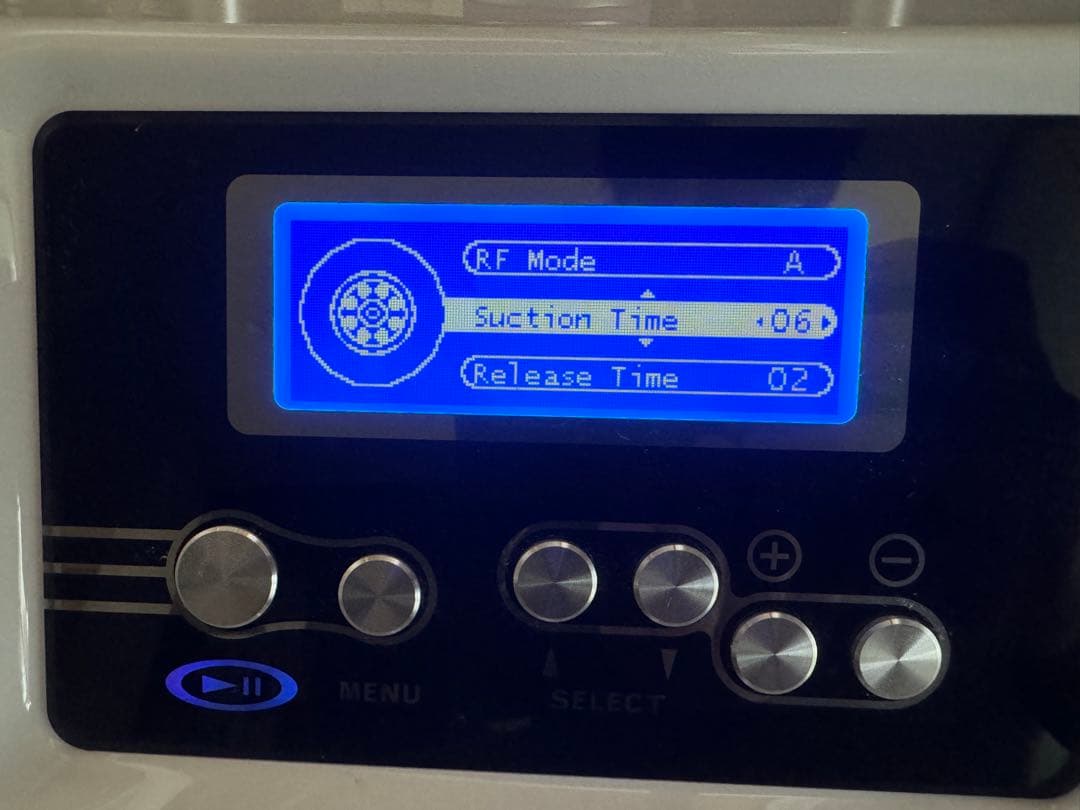 RF Mode A
Suction Time 06
Release Time 02
MENU
SELECT